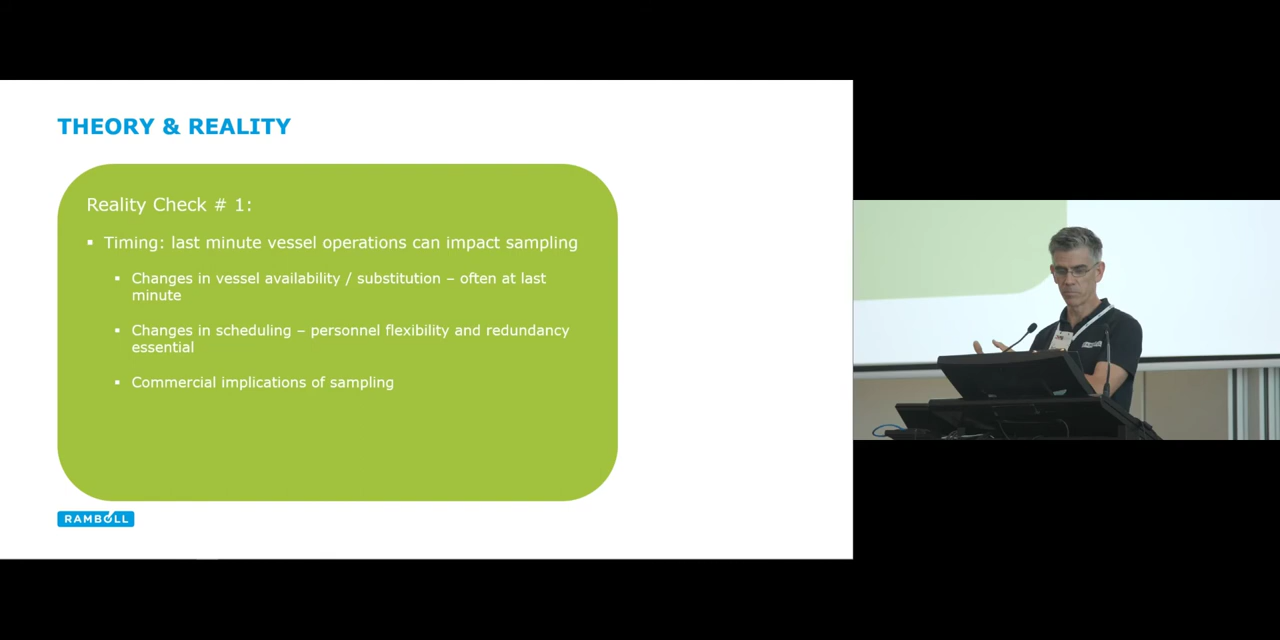 THEORY & REALITY
Reality Check # 1:
▪ Timing: last minute vessel operations can impact sampling
▪ Changes in vessel availability / substitution – often at last
minute
▪ Changes in scheduling – personnel flexibility and redundancy
essential
▪ Commercial implications of sampling
RAMBOLL